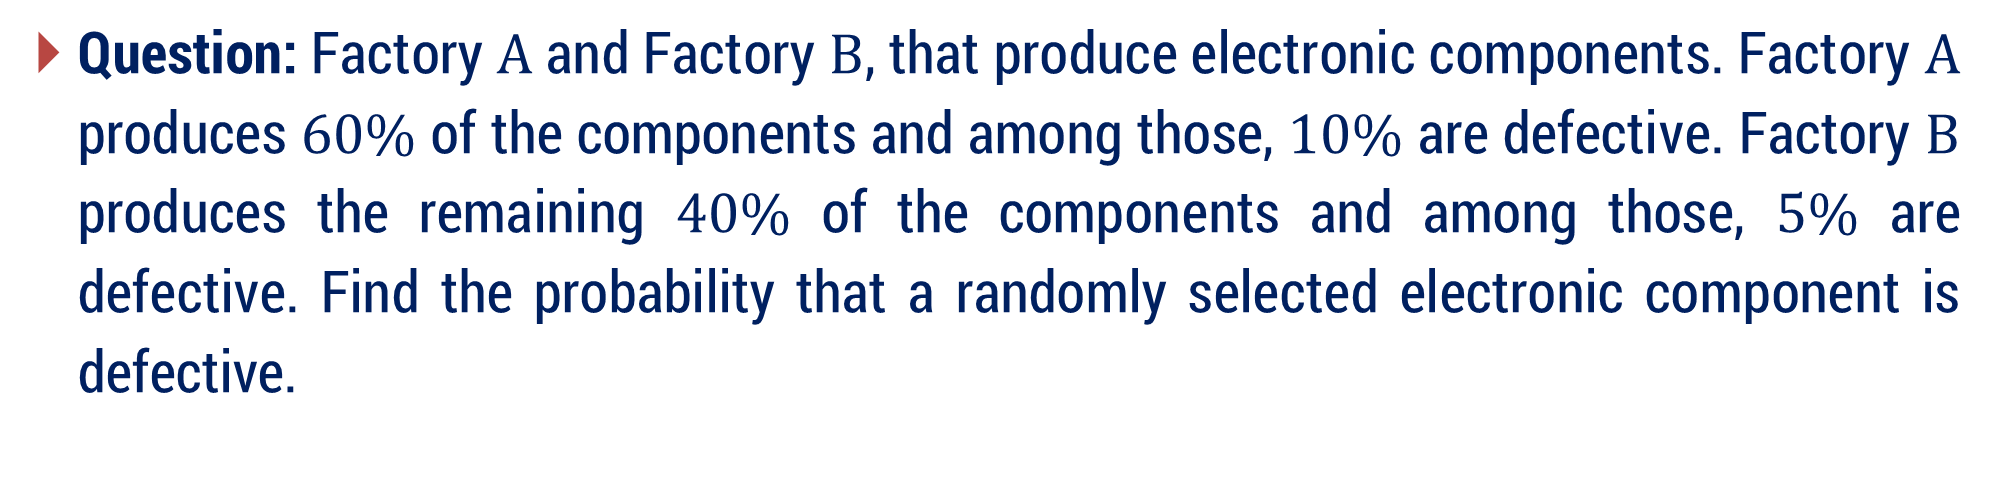 Question: Factory A and Factory B, that produce electronic components. Factory A
produces 60% of the components and among those, 10% are defective. Factory B
produces the remaining 40% of the components and among those, 5% are
defective. Find the probability that a randomly selected electronic component is
defective.